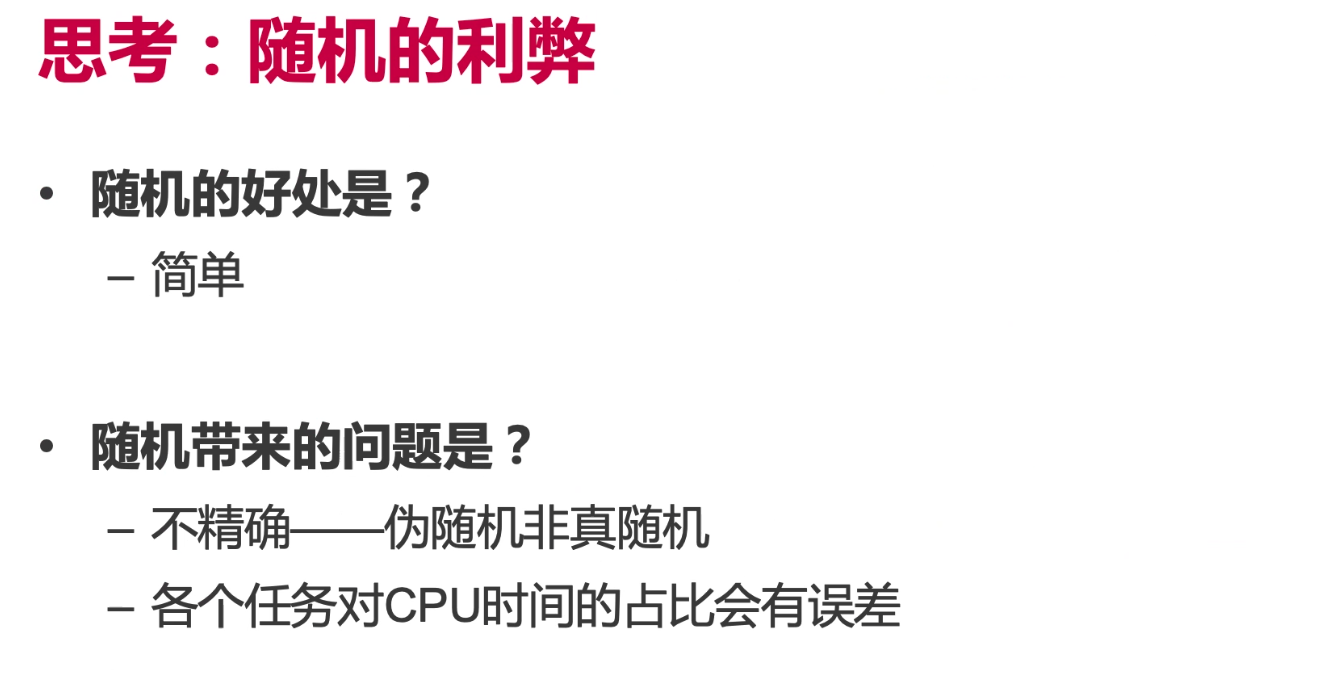 思考：随机的利弊
• 随机的好处是？
– 简单
• 随机带来的问题是？
– 不精确——伪随机非真随机
– 各个任务对CPU时间的占比会有误差